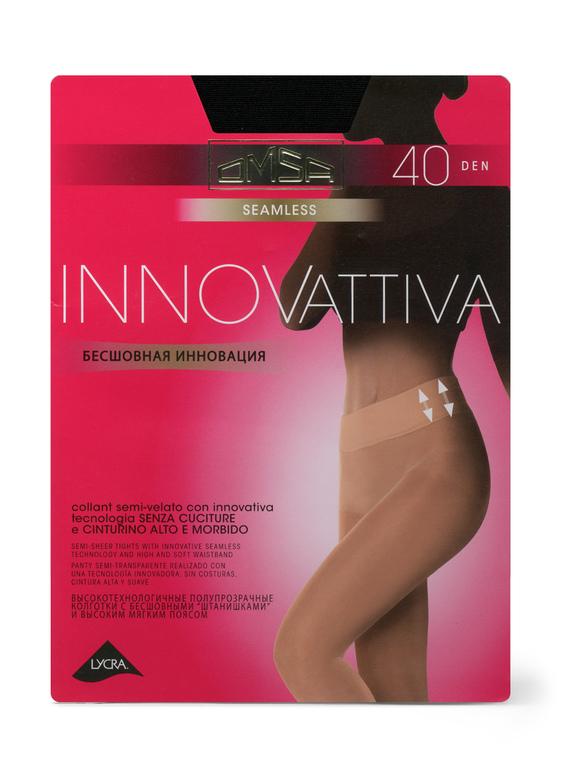 OMSA
40 DEN
SEAMLESS
INNOVATTIVA
БЕСШОВНАЯ ИННОВАЦИЯ
collant semi-velato con innovativa
tecnologia SENZA CUCITURE
e CINTURINO ALTO E MORBIDO
SEMI-SHEER TIGHTS WITH INNOVATIVE SEAMLESS
TECHNOLOGY AND HIGH AND SOFT WAISTBAND
PANTY SEMI-TRANSPARENTE REALIZADO CON
UNA TECNOLOGÍA INNOVADORA, SIN COSTURAS,
CINTURA ALTA Y SUAVE
ВЫСОКОТЕХНОЛОГИЧНЫЕ ПОЛУПРОЗРАЧНЫЕ
КОЛГОТКИ С БЕСШОВНЫМИ "ШТАНИШКАМИ"
И ВЫСОКИМ МЯГКИМ ПОЯСОМ
LYCRA.